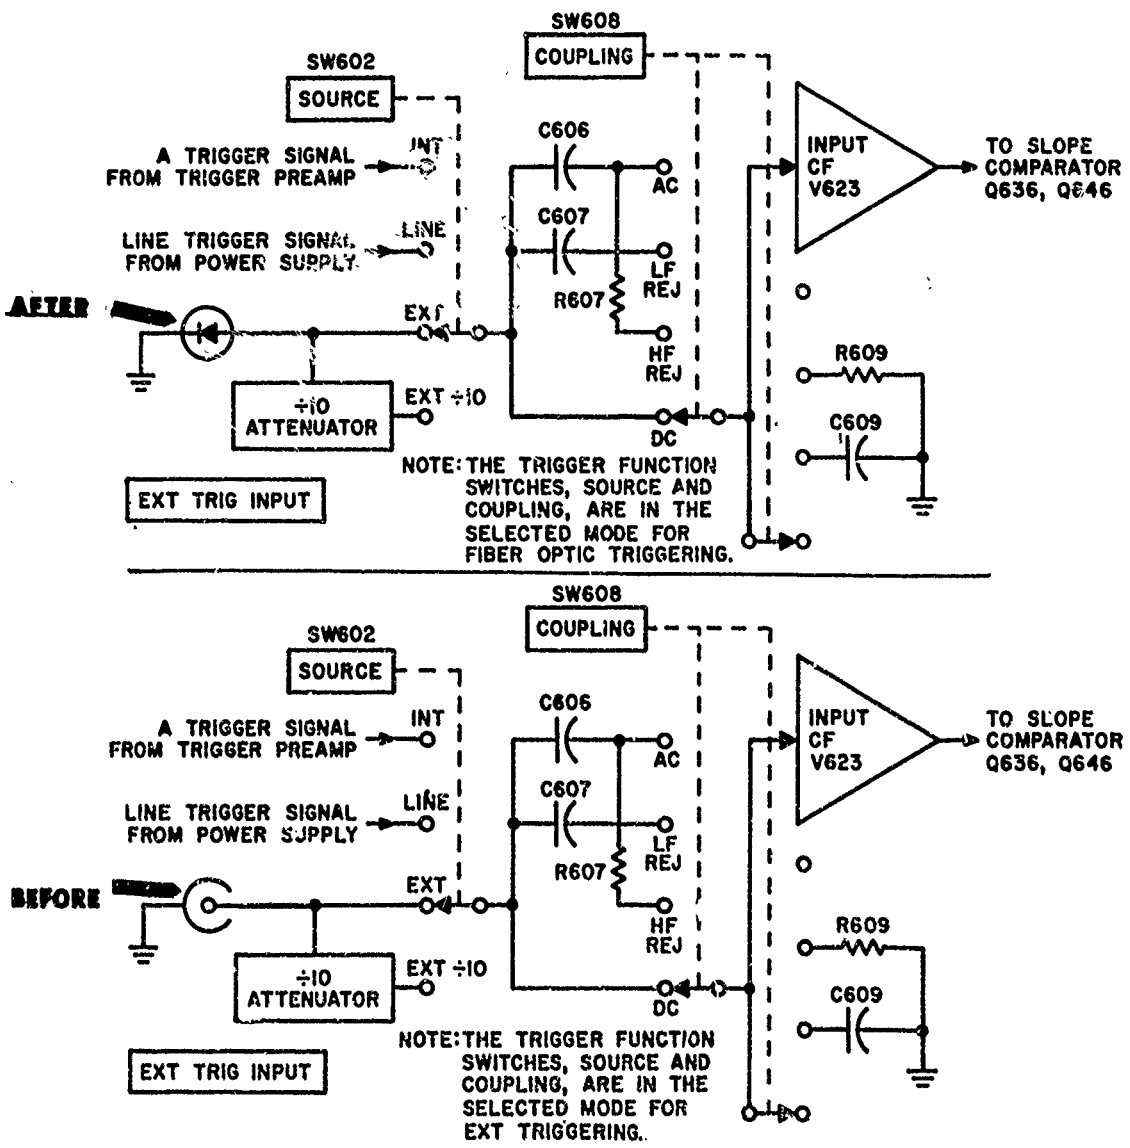 SW608
COUPLING
SW602
SOURCE
C606
INT
A TRIGGER SIGNAL
FROM TRIGGER PREAMP
AC
INPUT
CF
V623
TO SLOPE
COMPARATOR
Q636, Q646
C607
LINE
LINE TRIGGER SIGNAL
FROM POWER SUPPLY
LF
REJ
R607
AFTER
EXT
HF
REJ
R609
÷10
ATTENUATOR
EXT ÷10
DC
C609
EXT TRIG INPUT
NOTE: THE TRIGGER FUNCTION
SWITCHES, SOURCE AND
COUPLING, ARE IN THE
SELECTED MODE FOR
FIBER OPTIC TRIGGERING.
SW608
COUPLING
SW602
SOURCE
C606
INT
A TRIGGER SIGNAL
FROM TRIGGER PREAMP
AC
INPUT
CF
V623
TO SLOPE
COMPARATOR
Q636, Q646
C607
LINE
LINE TRIGGER SIGNAL
FROM POWER SUPPLY
LF
REJ
R607
BEFORE
EXT
HF
REJ
R609
÷10
ATTENUATOR
EXT ÷10
DC
C609
EXT TRIG INPUT
NOTE: THE TRIGGER FUNCTION
SWITCHES, SOURCE AND
COUPLING, ARE IN THE
SELECTED MODE FOR
EXT TRIGGERING.